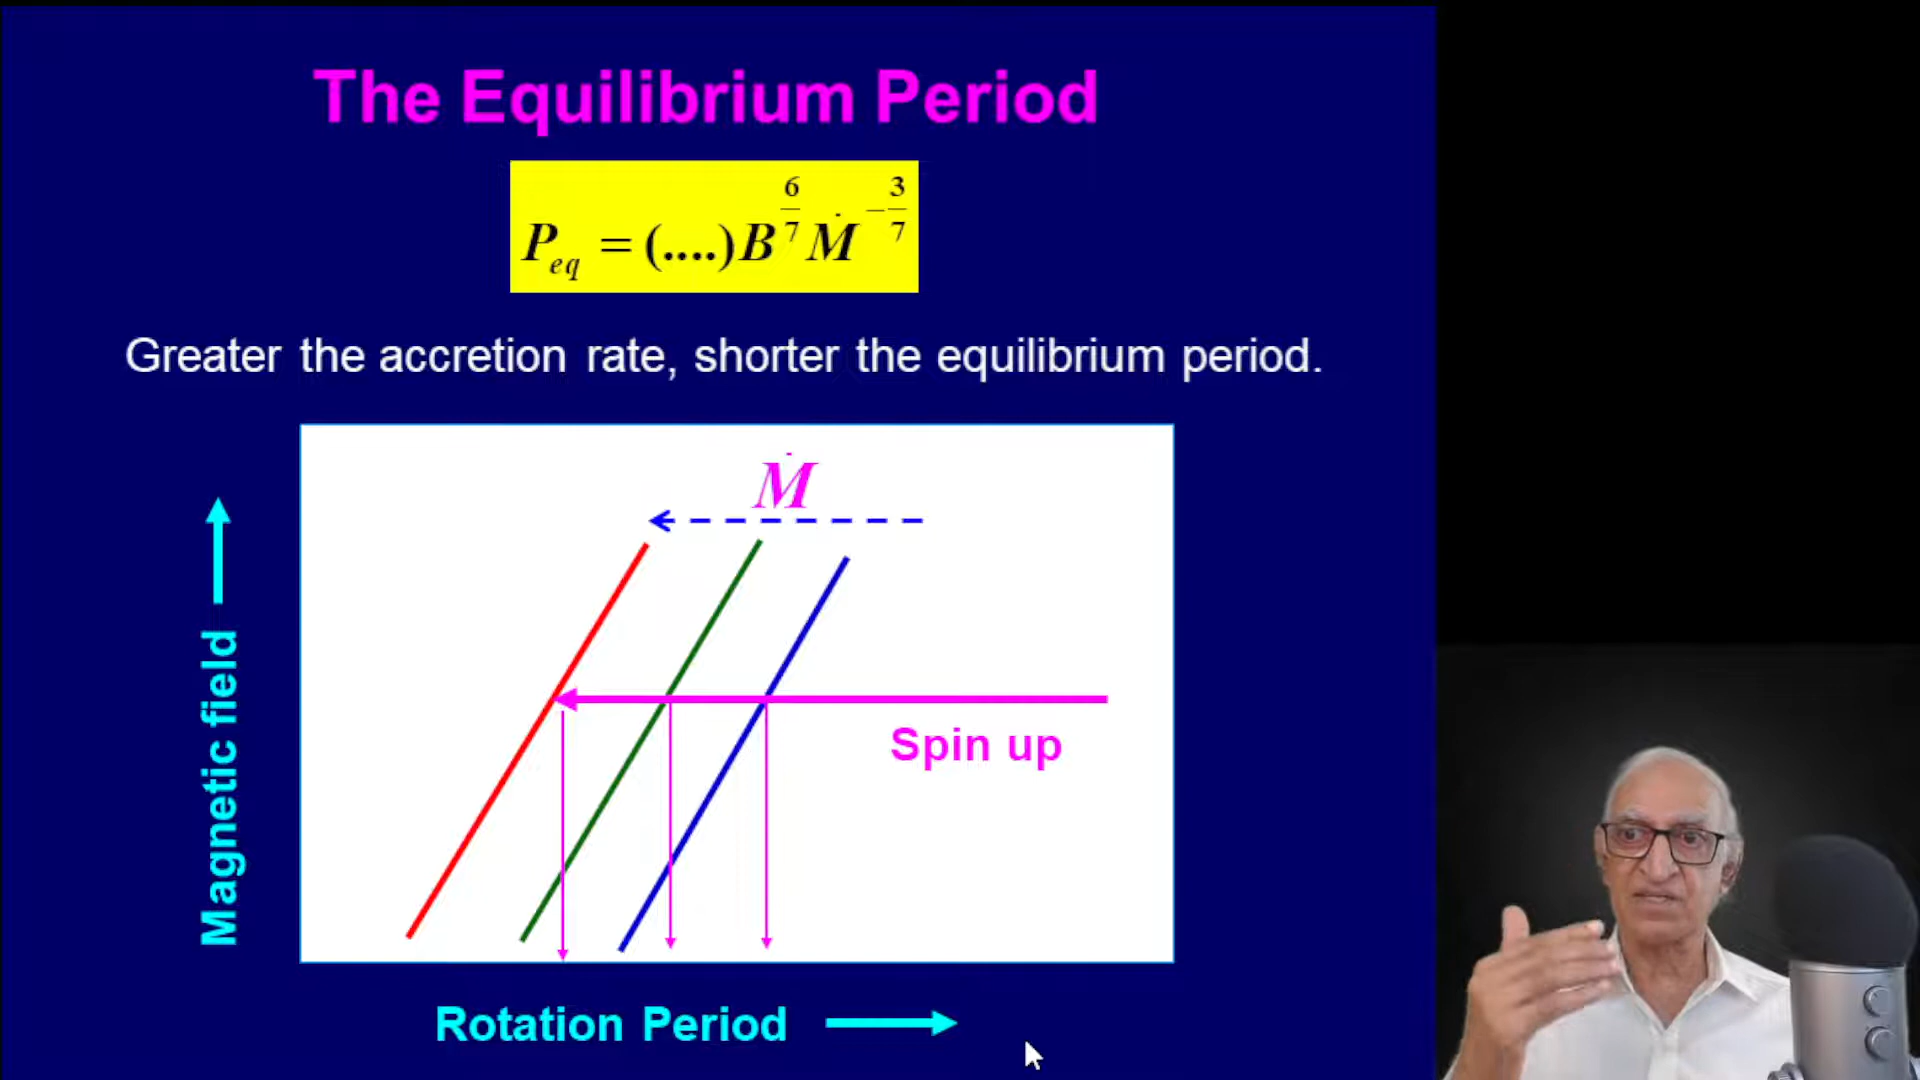 The Equilibrium Period
P_eq = (....) B^{6/7} Ṁ^{-3/7}
Greater the accretion rate, shorter the equilibrium period.
Ṁ
Magnetic field
Spin up
Rotation Period